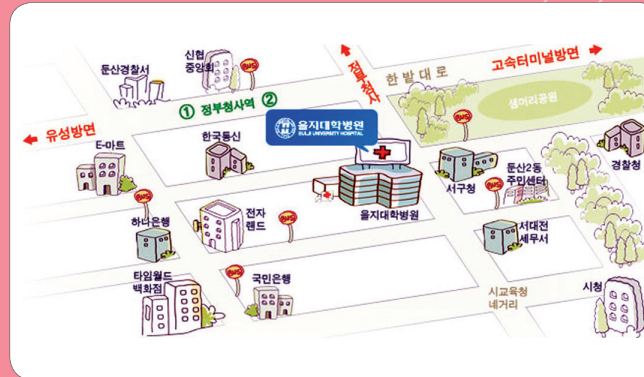 신협
중앙회
BUS
둔산경찰서
정부청사
한밭대로
고속터미널방면
① 정부청사역 ②
샘머리공원
을지대학병원
EULJI UNIVERSITY HOSPITAL
유성방면
E-마트
한국통신
BUS
경찰청
서구청
둔산2동
주민센터
BUS
하나은행
전자
랜드
BUS
을지대학병원
서대전
세무서
타임월드
백화점
BUS
국민은행
시교육청
네거리
시청